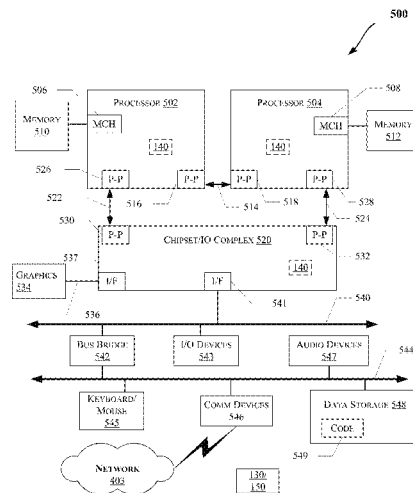 500
506
PROCESSOR 502
PROCESSOR 504
508
MEMORY
510
MCH
MCH
MEMORY
512
140
140
526
P-P
P-P
P-P
P-P
528
522
516
514
518
524
530
P-P
CHIPSET/IO COMPLEX 520
P-P
532
537
140
GRAPHICS
534
I/F
I/F
541
536
540
BUS BRIDGE
542
I/O DEVICES
543
AUDIO DEVICES
547
544
KEYBOARD/
MOUSE
545
COMM DEVICES
546
DATA STORAGE 548
CODE
549
NETWORK
403
130/
150